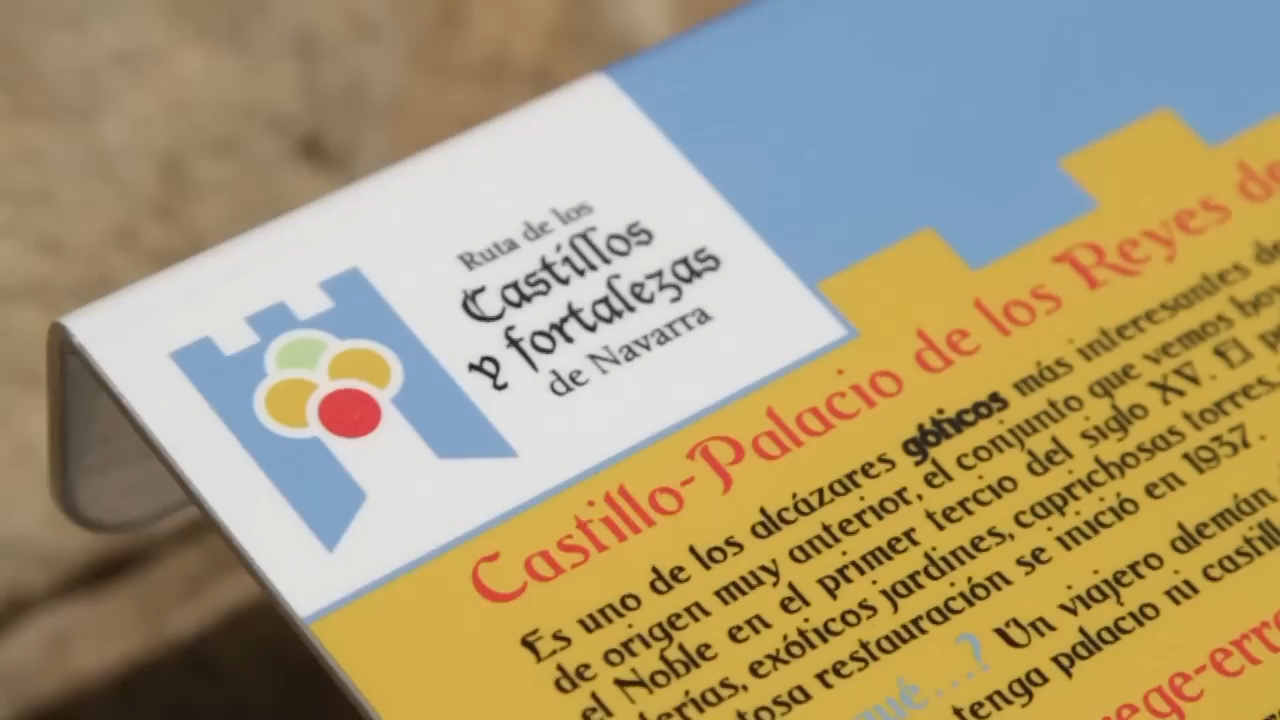 Ruta de los
Castillos
y fortalezas
de Navarra
Castillo-Palacio de los Reyes de
Es uno de los alcázares góticos más interesantes de
de origen muy anterior, el conjunto que vemos hoy
el Noble en el primer tercio del siglo XV. El
exóticos jardines, caprichosas torres,
restauración se inició en 1937.
Un viajero alemán
tenga palacio ni